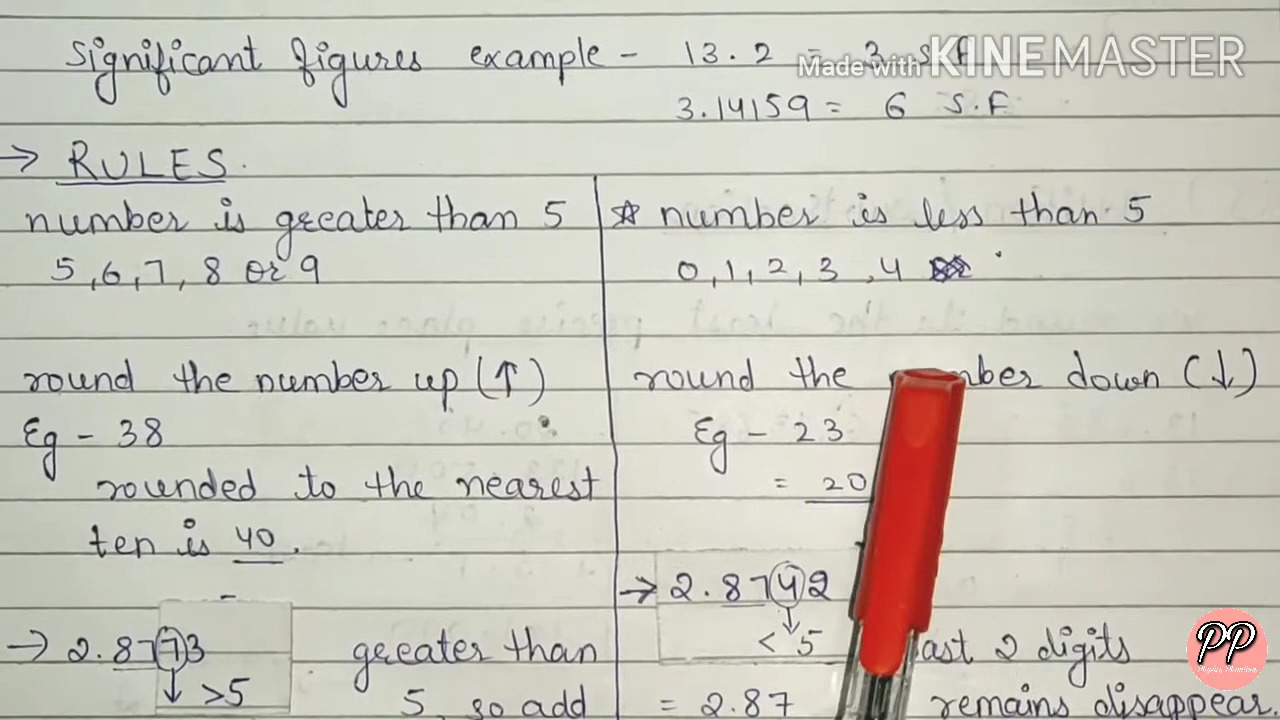 Significant figures example - 13.2 = 3 S.F
Made with KINEMASTER
3.14159 = 6 S.F
→ RULES.
number is greater than 5
5, 6, 7, 8 or 9
round the number up (↑)
Eg - 38
rounded to the nearest
ten is 40.
→ 2.8773 greater than
↓ >5 5, so add
☆ number is less than 5
0, 1, 2, 3, 4
round the number down (↓)
Eg - 23
= 20
→ 2.8742
↓ < 5 last 2 digits
= 2.87 remains disappear.
PP